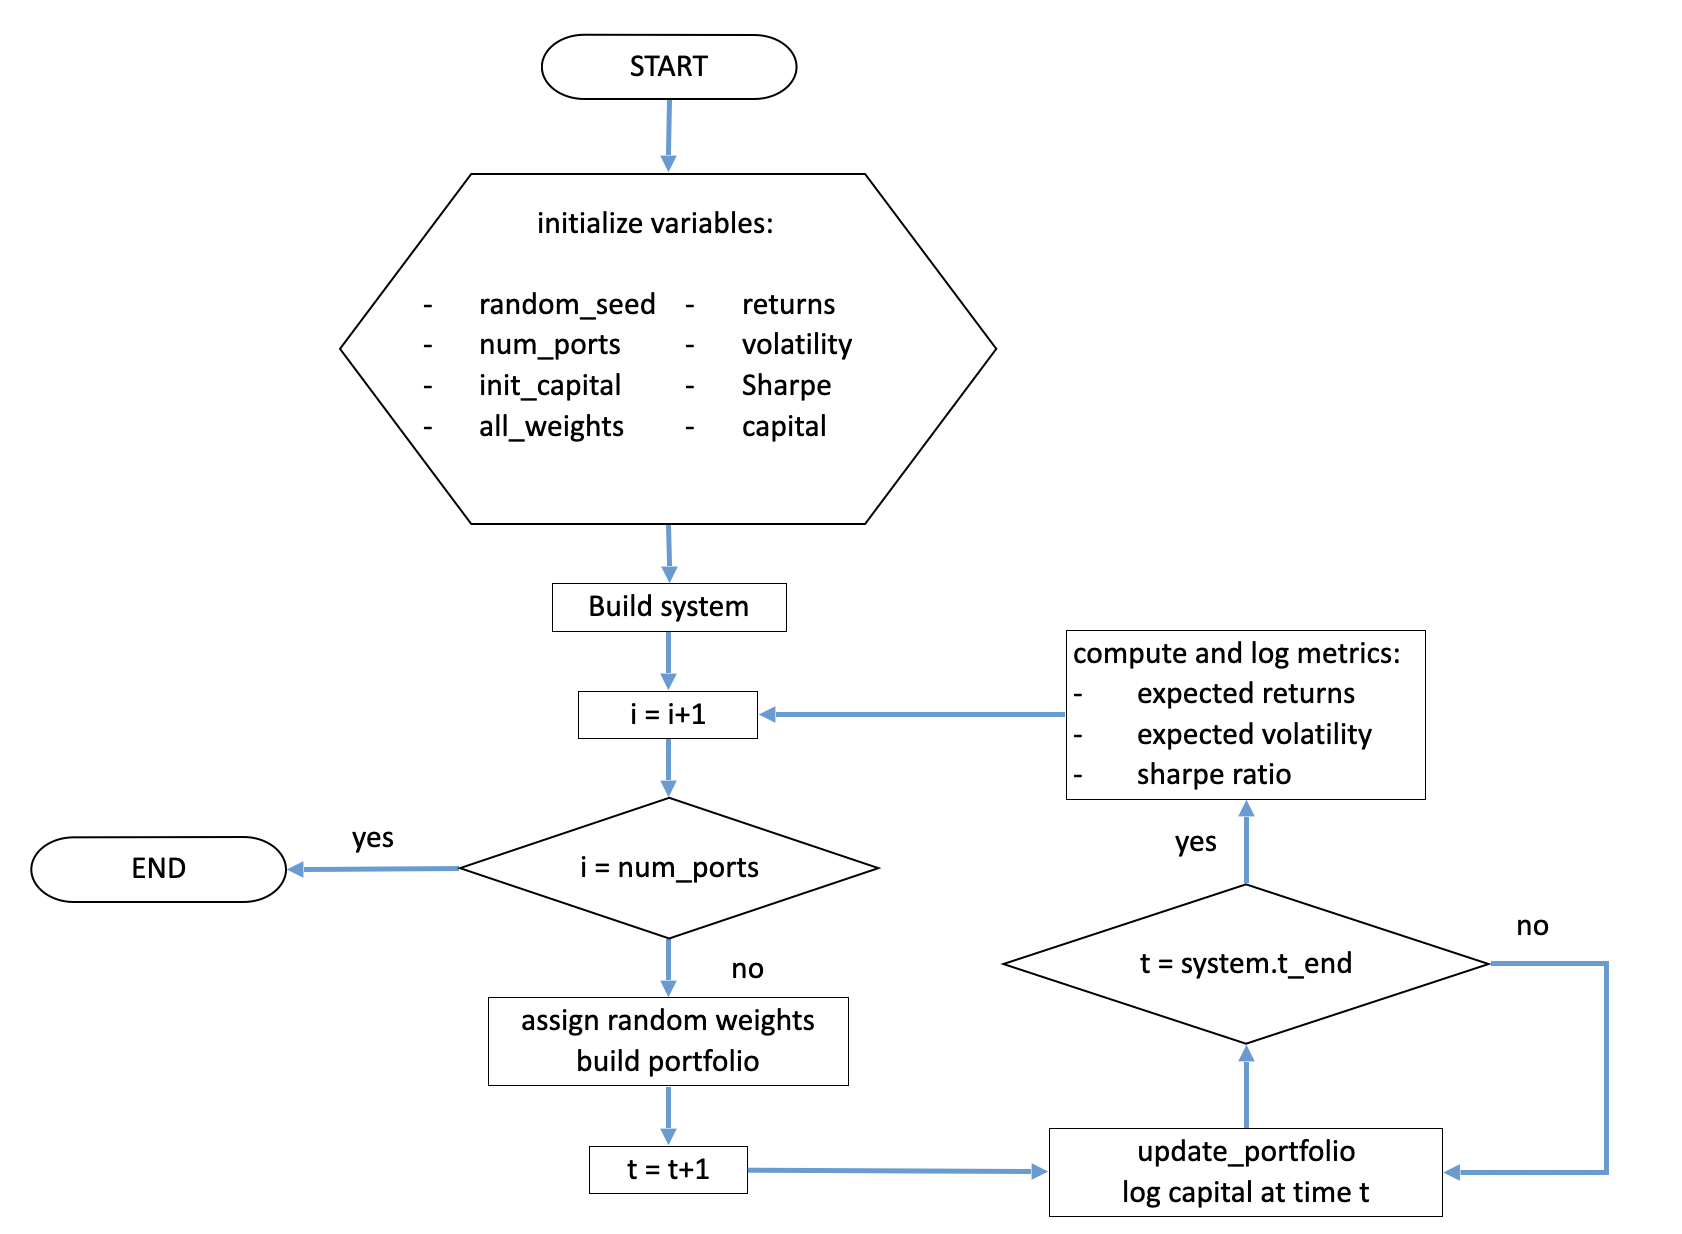 START
initialize variables:
- random_seed - returns
- num_ports - volatility
- init_capital - Sharpe
- all_weights - capital
Build system
i = i+1
compute and log metrics:
- expected returns
- expected volatility
- sharpe ratio
yes
END
i = num_ports
yes
no
t = system.t_end
no
assign random weights
build portfolio
t = t+1
update_portfolio
log capital at time t